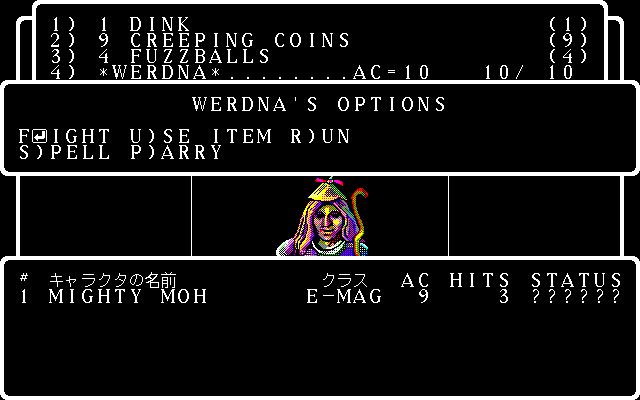 1) 1 DINK (1)
2) 9 CREEPING COINS (9)
3) 4 FUZZBALLS (4)
4) *WERDNA*........AC=10 10/ 10
WERDNA'S OPTIONS
F↵IGHT U)SE ITEM R)UN
S)PELL P)ARRY
# キャラクタの名前 クラス AC HITS STATUS
1 MIGHTY MOH E-MAG 9 3 ??????